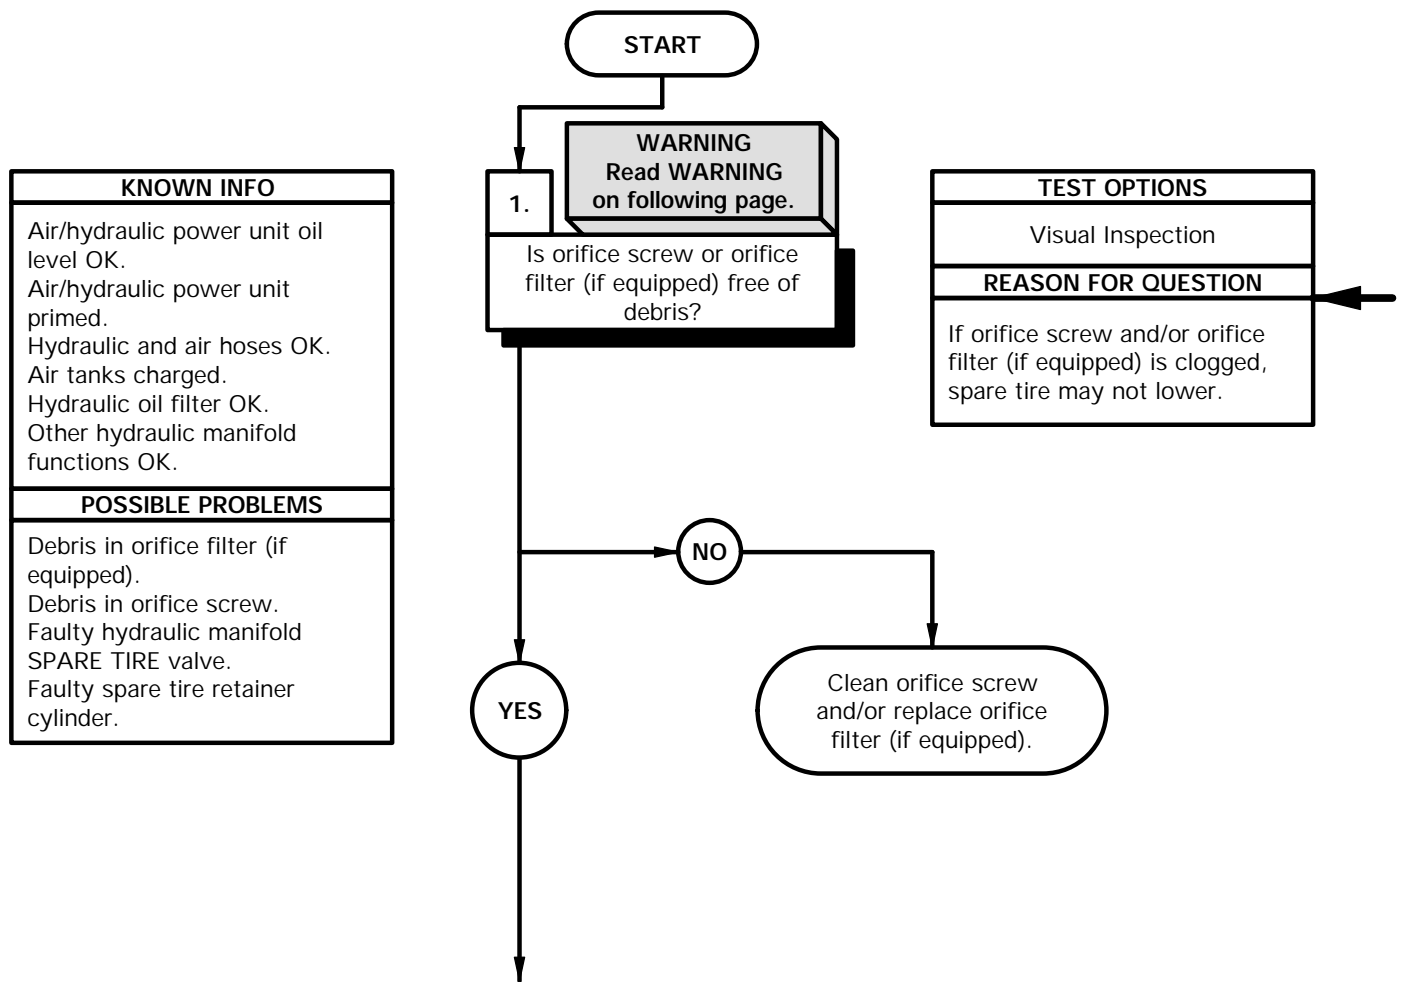 START
WARNING
Read WARNING
on following page.
1.
Is orifice screw or orifice
filter (if equipped) free of
debris?
KNOWN INFO
Air/hydraulic power unit oil
level OK.
Air/hydraulic power unit
primed.
Hydraulic and air hoses OK.
Air tanks charged.
Hydraulic oil filter OK.
Other hydraulic manifold
functions OK.
POSSIBLE PROBLEMS
Debris in orifice filter (if
equipped).
Debris in orifice screw.
Faulty hydraulic manifold
SPARE TIRE valve.
Faulty spare tire retainer
cylinder.
TEST OPTIONS
Visual Inspection
REASON FOR QUESTION
If orifice screw and/or orifice
filter (if equipped) is clogged,
spare tire may not lower.
NO
YES
Clean orifice screw
and/or replace orifice
filter (if equipped).